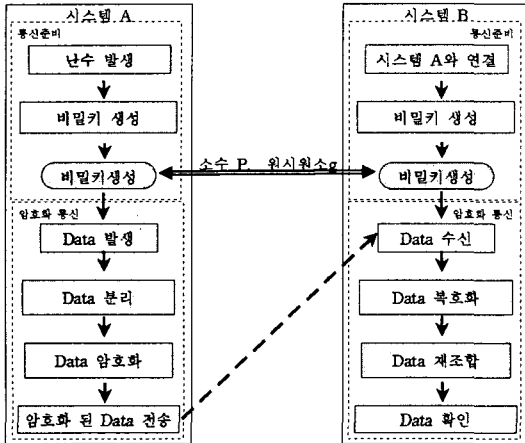 시스템 A
통신준비
난수 발생
비밀키 생성
비밀키생성
암호화 통신
Data 발생
Data 분리
Data 암호화
암호화 된 Data 전송
소수 P, 원시원소g
시스템 B
통신준비
시스템 A와 연결
비밀키 생성
비밀키생성
암호화 통신
Data 수신
Data 복호화
Data 재조합
Data 확인